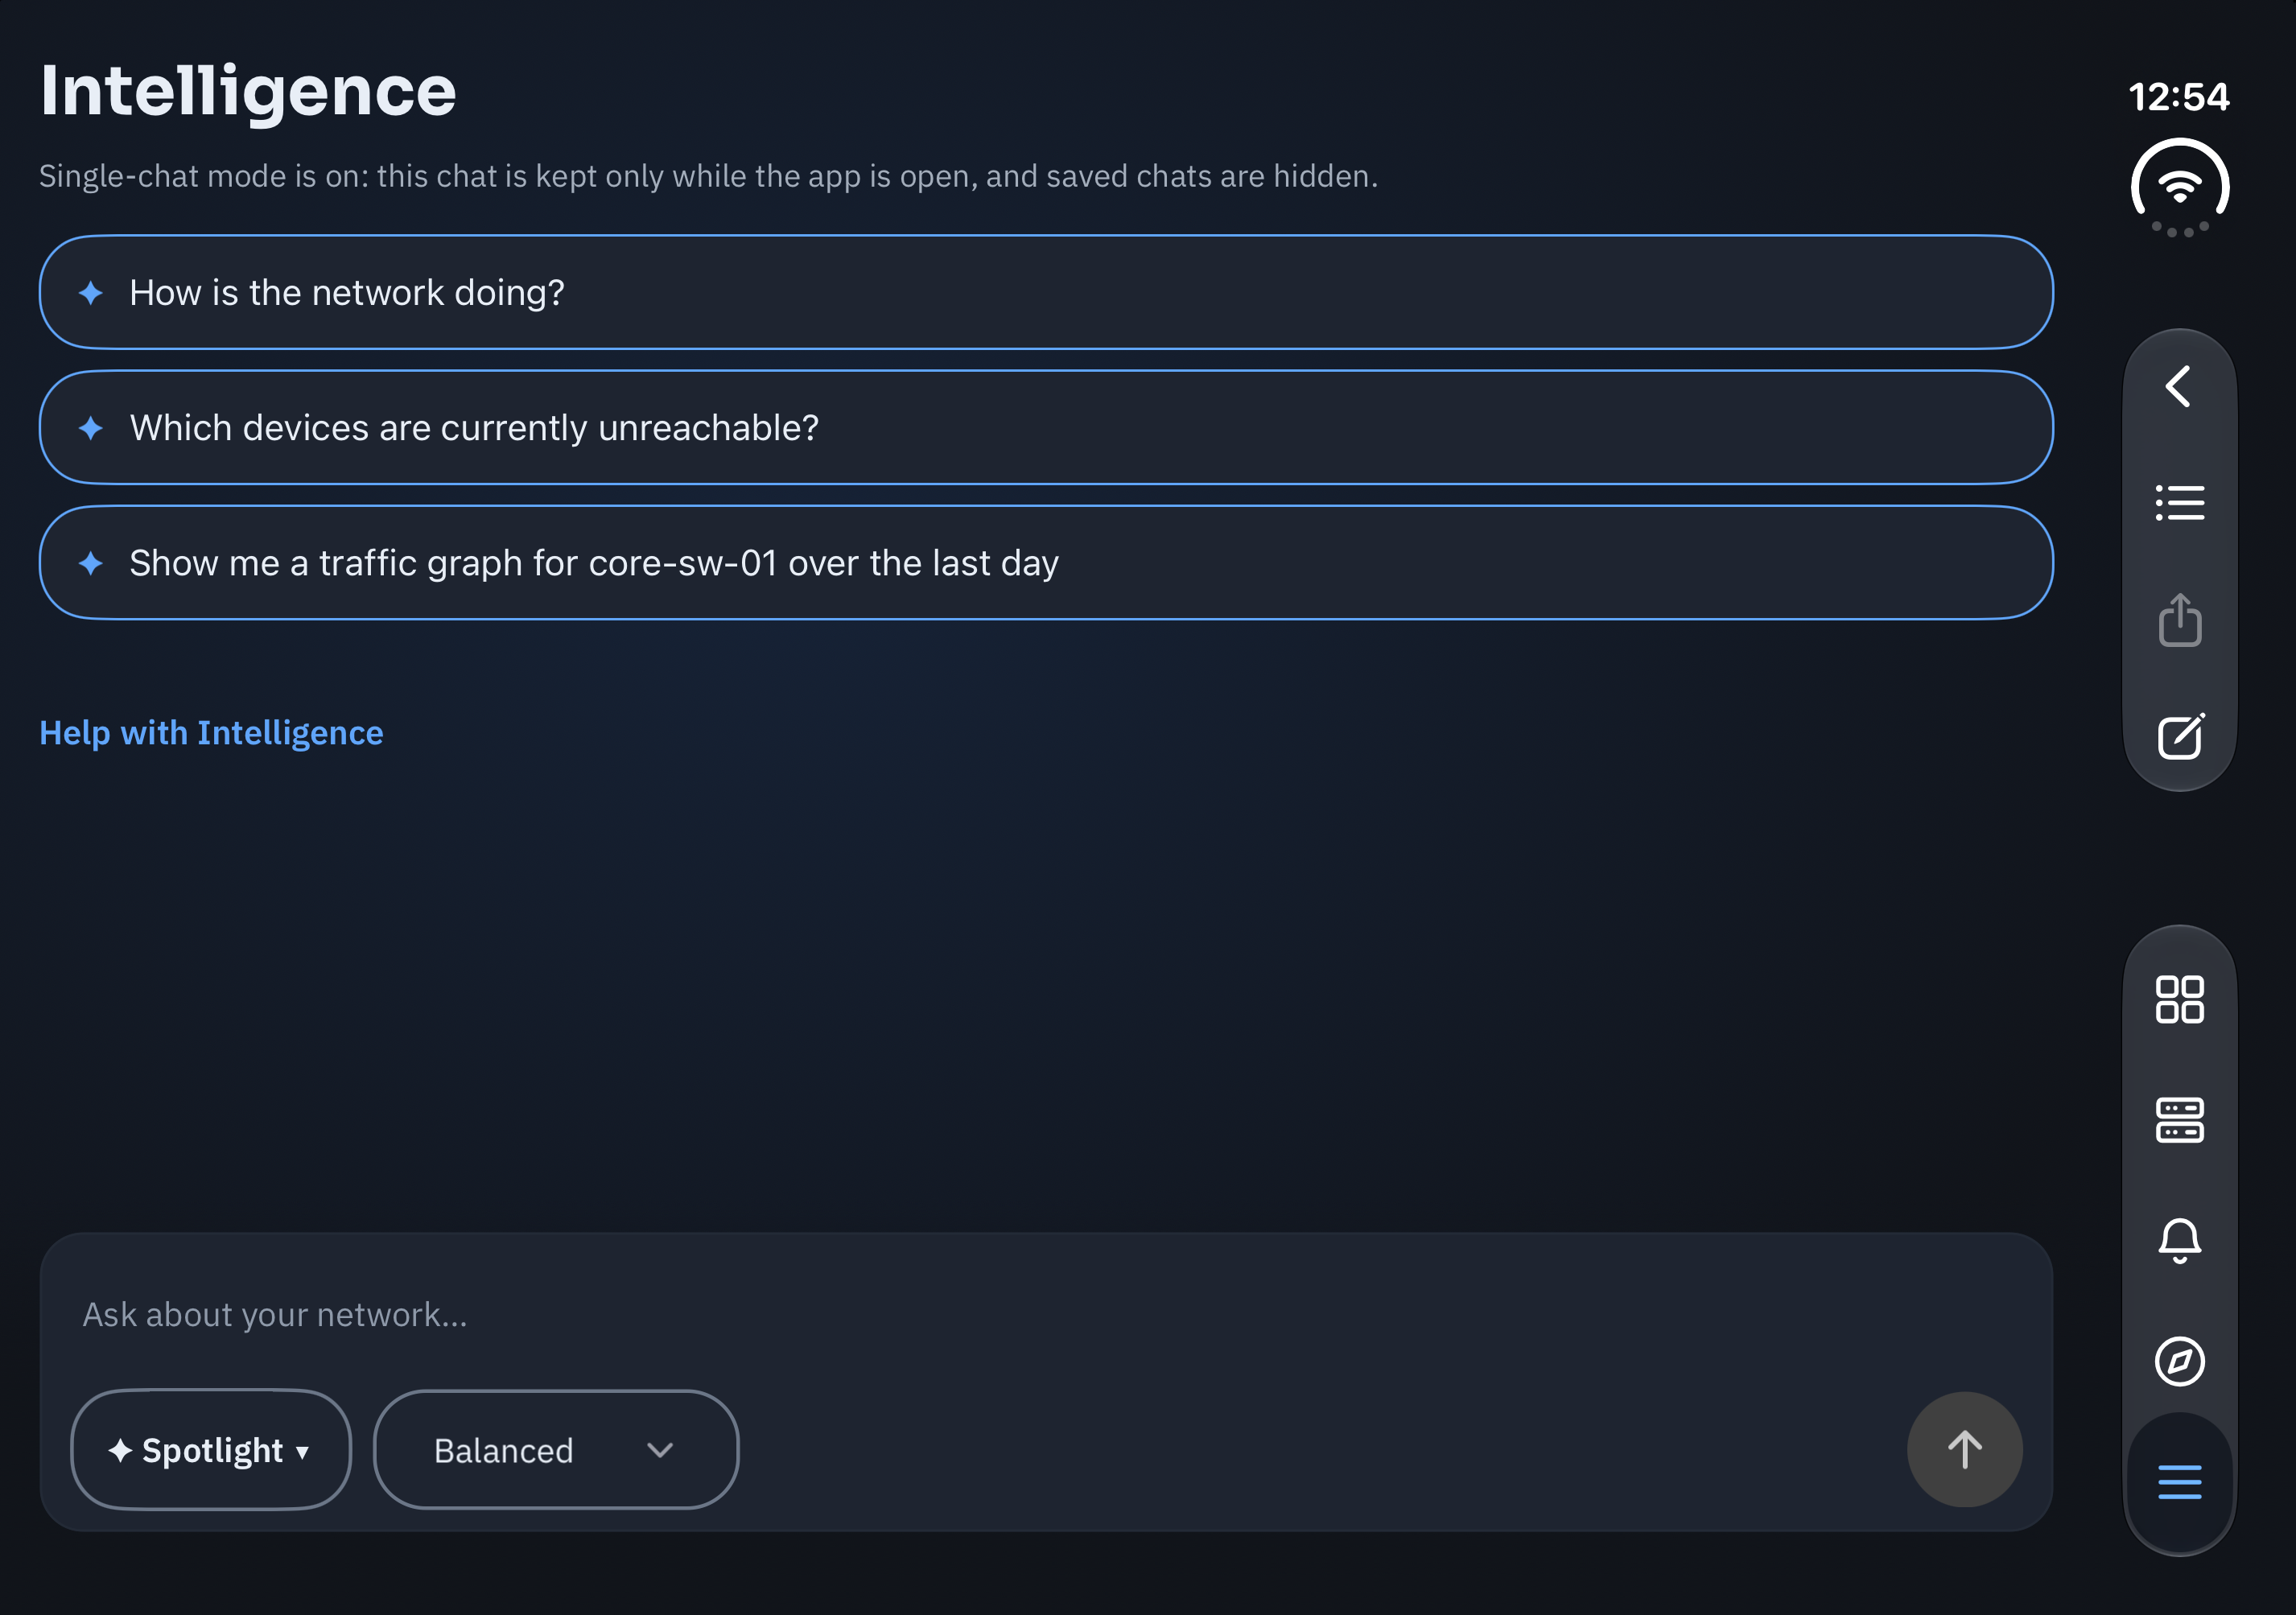 Intelligence
12:54
Single-chat mode is on: this chat is kept only while the app is open, and saved chats are hidden.
How is the network doing?
Which devices are currently unreachable?
Show me a traffic graph for core-sw-01 over the last day
Help with Intelligence
Ask about your network...
Spotlight
Balanced